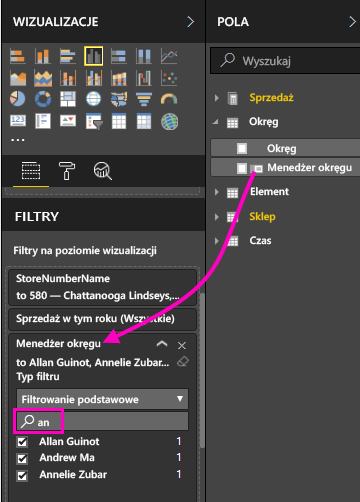 WIZUALIZACJE
FILTRY
Filtry na poziomie wizualizacji
StoreNumberName
to 580 — Chattanooga Lindseys,...
Sprzedaż w tym roku (Wszystkie)
Menedżer okręgu
to Allan Guinot, Annelie Zubar...
Typ filtru
Filtrowanie podstawowe
an
Allan Guinot 1
Andrew Ma 1
Annelie Zubar 1
POLA
Wyszukaj
Sprzedaż
Okręg
Okręg
Menedżer okręgu
Element
Sklep
Czas